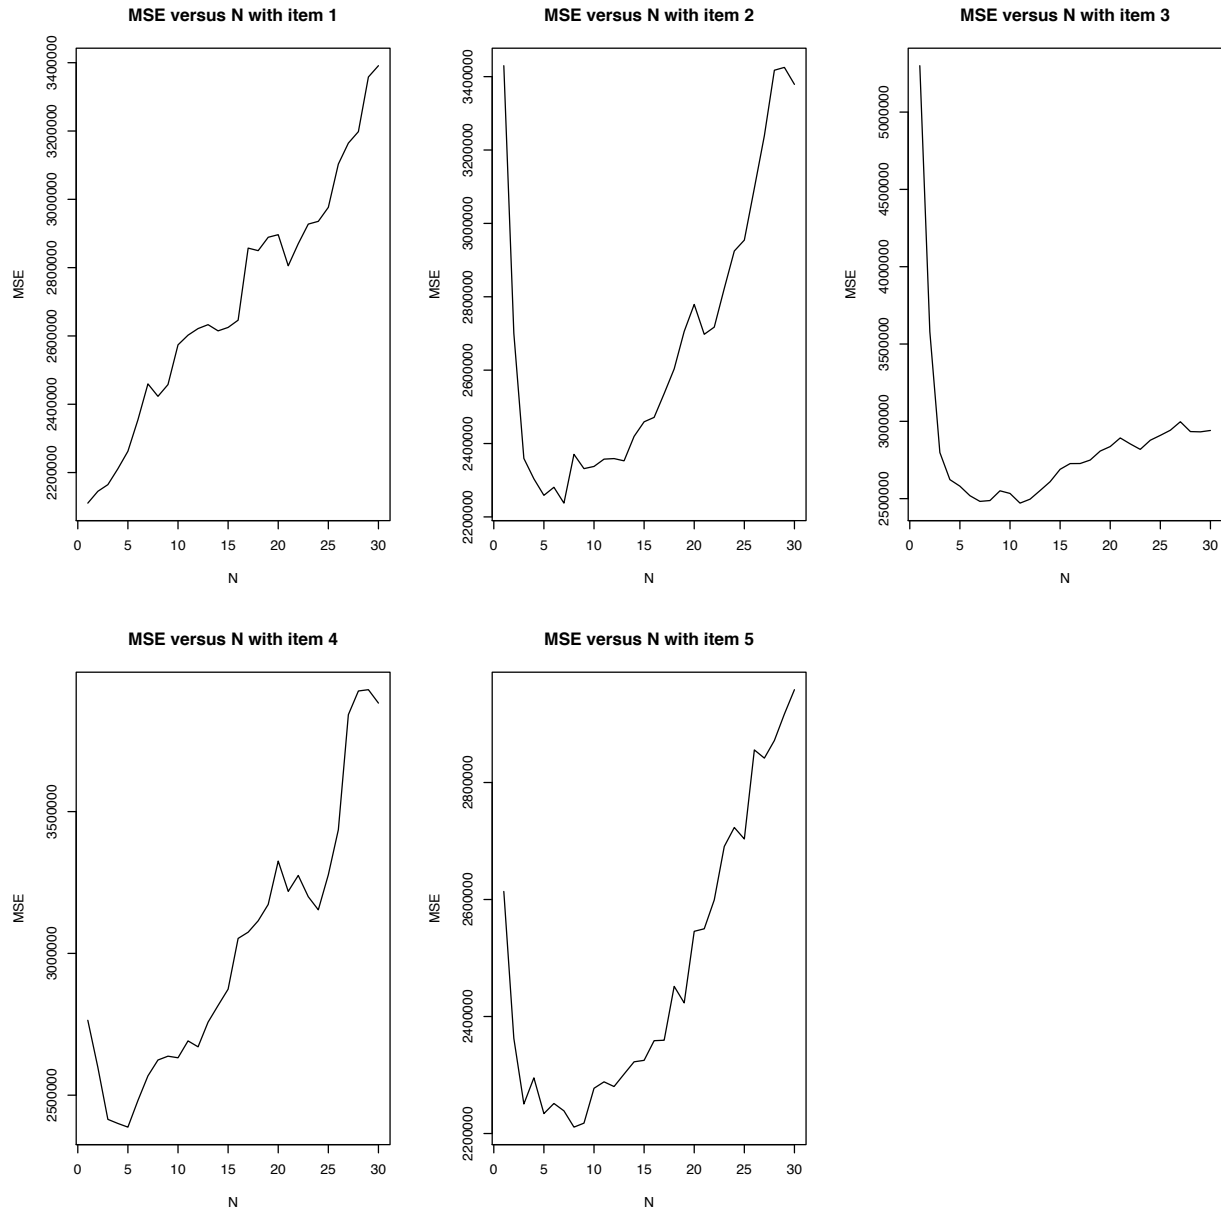 MSE versus N with item 1
3400000
3200000
3000000
2800000
2600000
2400000
2200000
MSE
0 5 10 15 20 25 30
N
MSE versus N with item 2
3400000
3200000
3000000
2800000
2600000
2400000
2200000
MSE
0 5 10 15 20 25 30
N
MSE versus N with item 3
5000000
4500000
4000000
3500000
3000000
2500000
MSE
0 5 10 15 20 25 30
N
MSE versus N with item 4
3500000
3000000
2500000
MSE
0 5 10 15 20 25 30
N
MSE versus N with item 5
2800000
2600000
2400000
2200000
MSE
0 5 10 15 20 25 30
N